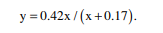 y = 0.42x / (x + 0.17).